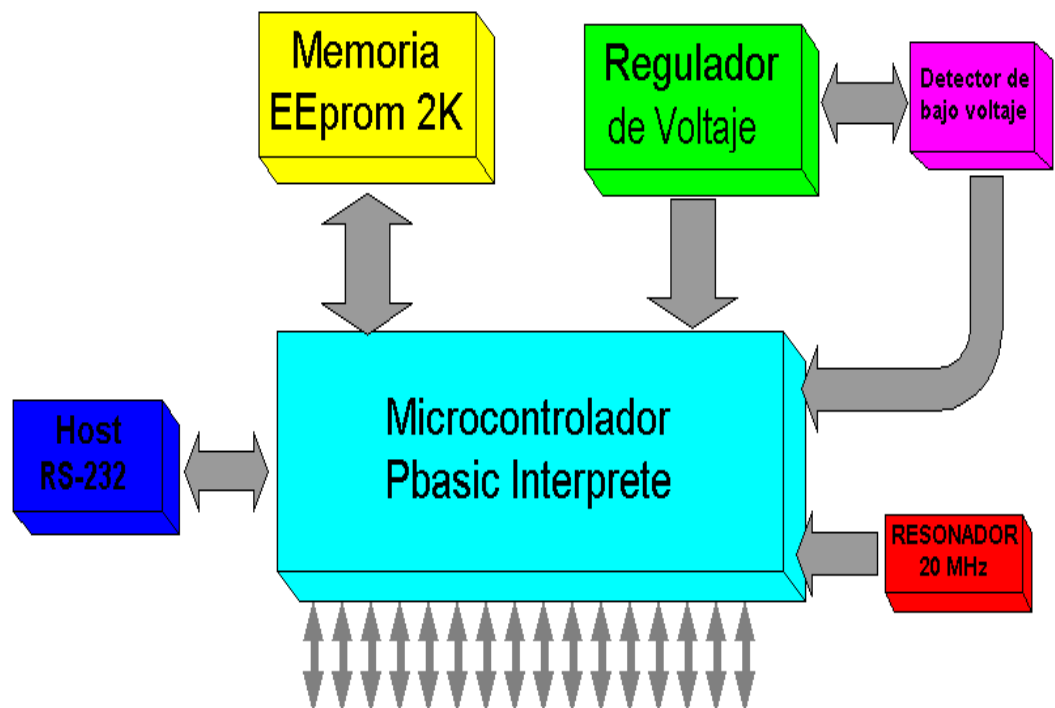 Memoria
EEprom 2K
Regulador
de Voltaje
Detector de
bajo voltaje
Host
RS-232
Microcontrolador
Pbasic Interprete
RESONADOR
20 MHz